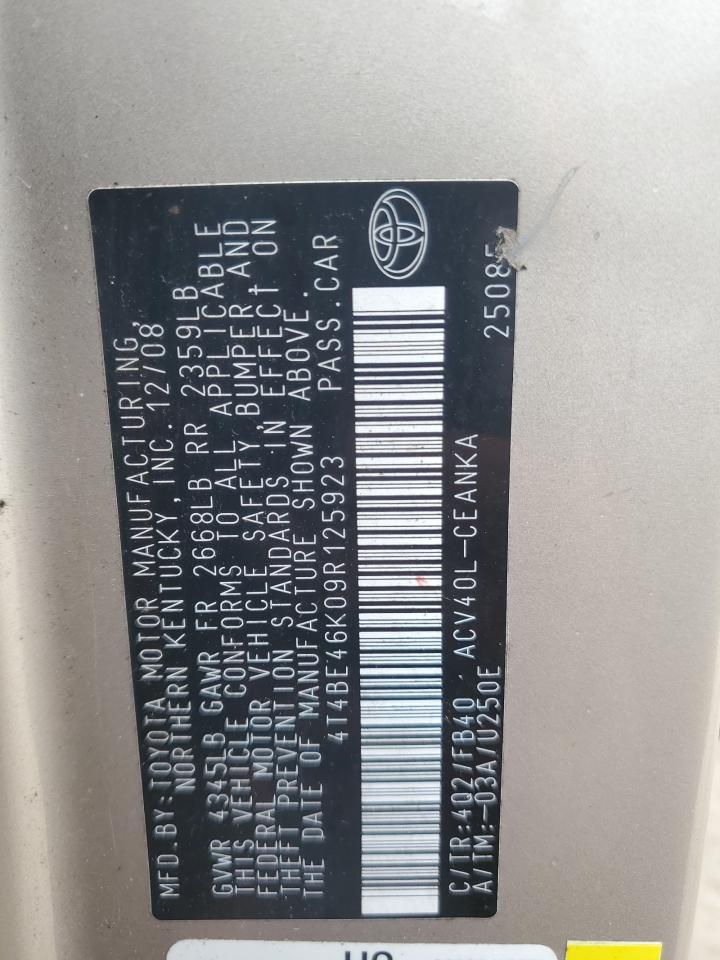 MFD.BY:TOYOTA MOTOR MANUFACTURING,
NORTHERN KENTUCKY,INC.12/08
GVWR 4345LB GAWR FR 2668LB RR 2359LB
THIS VEHICLE CONFORMS TO ALL APPLICABLE
FEDERAL MOTOR VEHICLE SAFETY,BUMPER,AND
THEFT PREVENTION STANDARDS IN EFFECT ON
THE DATE OF MANUFACTURE SHOWN ABOVE.
4T4BE46K09R125923 PASS.CAR
C/TR:4Q2/FB40 ACV40L-CEANKA
A/TM:-03A/U250E